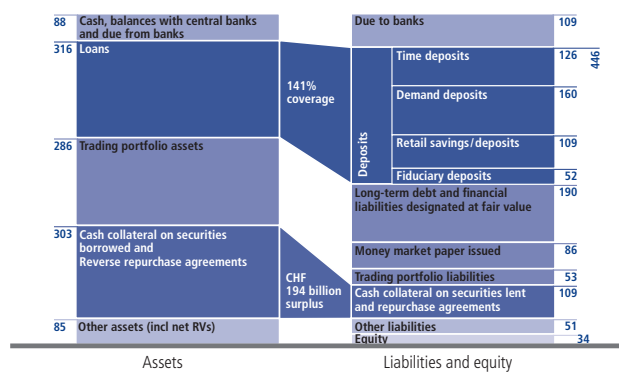 88 Cash, balances with central banks
and due from banks
316 Loans
286 Trading portfolio assets
303 Cash collateral on securities
borrowed and
Reverse repurchase agreements
85 Other assets (incl net RVs)
141%
coverage
CHF
194 billion
surplus
Due to banks 109
Deposits
Time deposits 126
446
Demand deposits 160
Retail savings/deposits 109
Fiduciary deposits 52
Long-term debt and financial 190
liabilities designated at fair value
Money market paper issued 86
Trading portfolio liabilities 53
Cash collateral on securities lent 109
and repurchase agreements
Other liabilities 51
Equity 34
Assets
Liabilities and equity